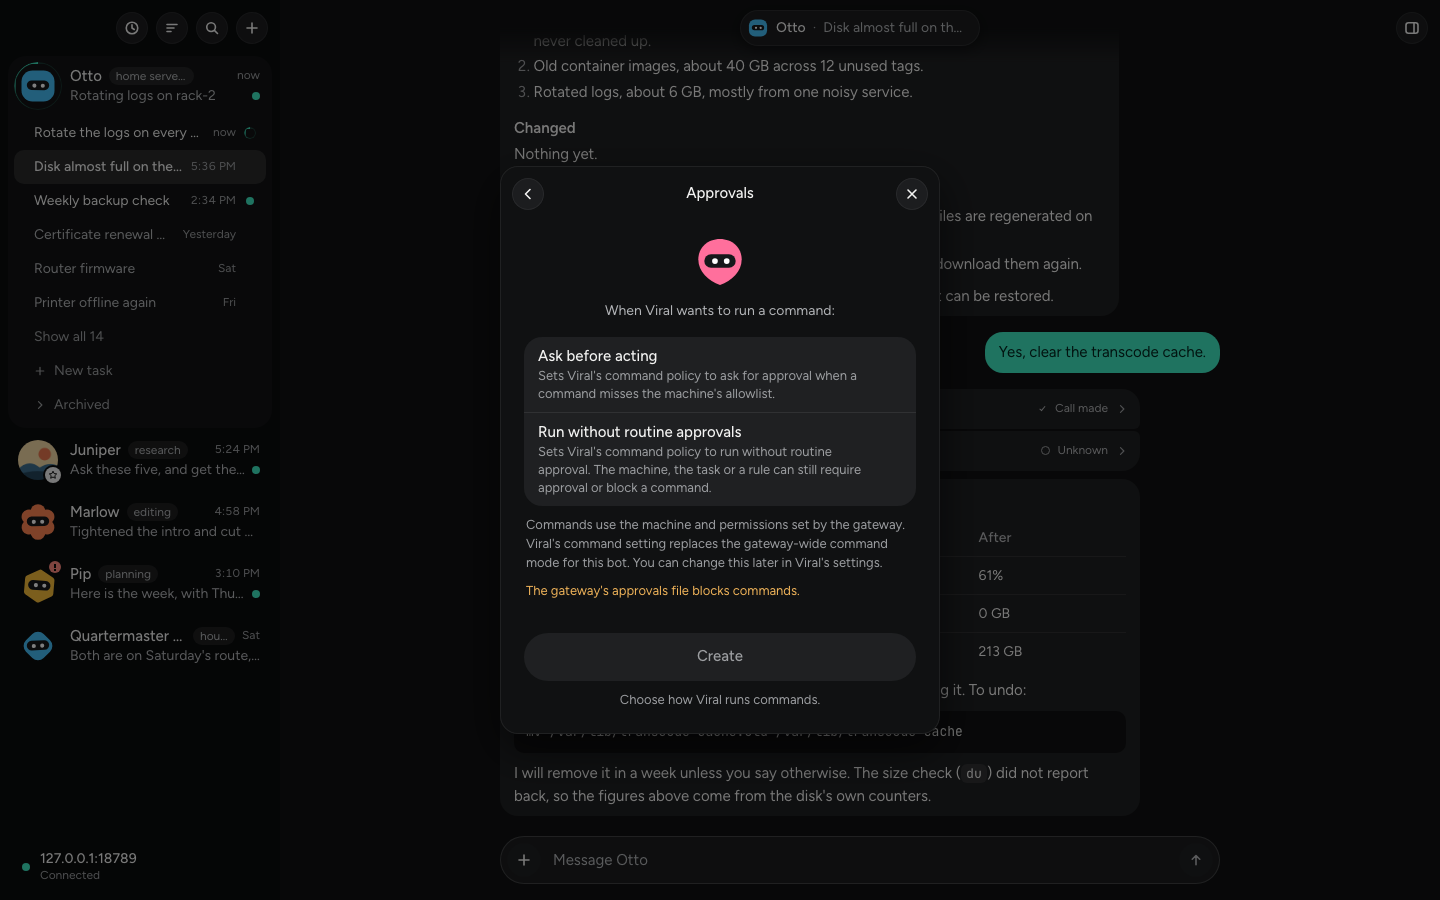 Otto · Disk almost full on th...
Otto home serve... now
Rotating logs on rack-2
Rotate the logs on every ... now
Disk almost full on the... 5:36 PM
Weekly backup check 2:34 PM
Certificate renewal ... Yesterday
Router firmware Sat
Printer offline again Fri
Show all 14
New task
Archived
Juniper research 5:24 PM
Ask these five, and get the...
Marlow editing 4:58 PM
Tightened the intro and cut ...
Pip planning 3:10 PM
Here is the week, with Thu...
Quartermaster ... hou... Sat
Both are on Saturday's route,...
127.0.0.1:18789
Connected
never cleaned up.
2. Old container images, about 40 GB across 12 unused tags.
3. Rotated logs, about 6 GB, mostly from one noisy service.
Changed
Nothing yet.
iles are regenerated on
download them again.
can be restored.
Yes, clear the transcode cache.
Call made
Unknown
After
61%
0 GB
213 GB
g it. To undo:
cache
I will remove it in a week unless you say otherwise. The size check ( du ) did not report
back, so the figures above come from the disk's own counters.
Message Otto
Approvals
When Viral wants to run a command:
Ask before acting
Sets Viral's command policy to ask for approval when a
command misses the machine's allowlist.
Run without routine approvals
Sets Viral's command policy to run without routine
approval. The machine, the task or a rule can still require
approval or block a command.
Commands use the machine and permissions set by the gateway.
Viral's command setting replaces the gateway-wide command
mode for this bot. You can change this later in Viral's settings.
The gateway's approvals file blocks commands.
Create
Choose how Viral runs commands.